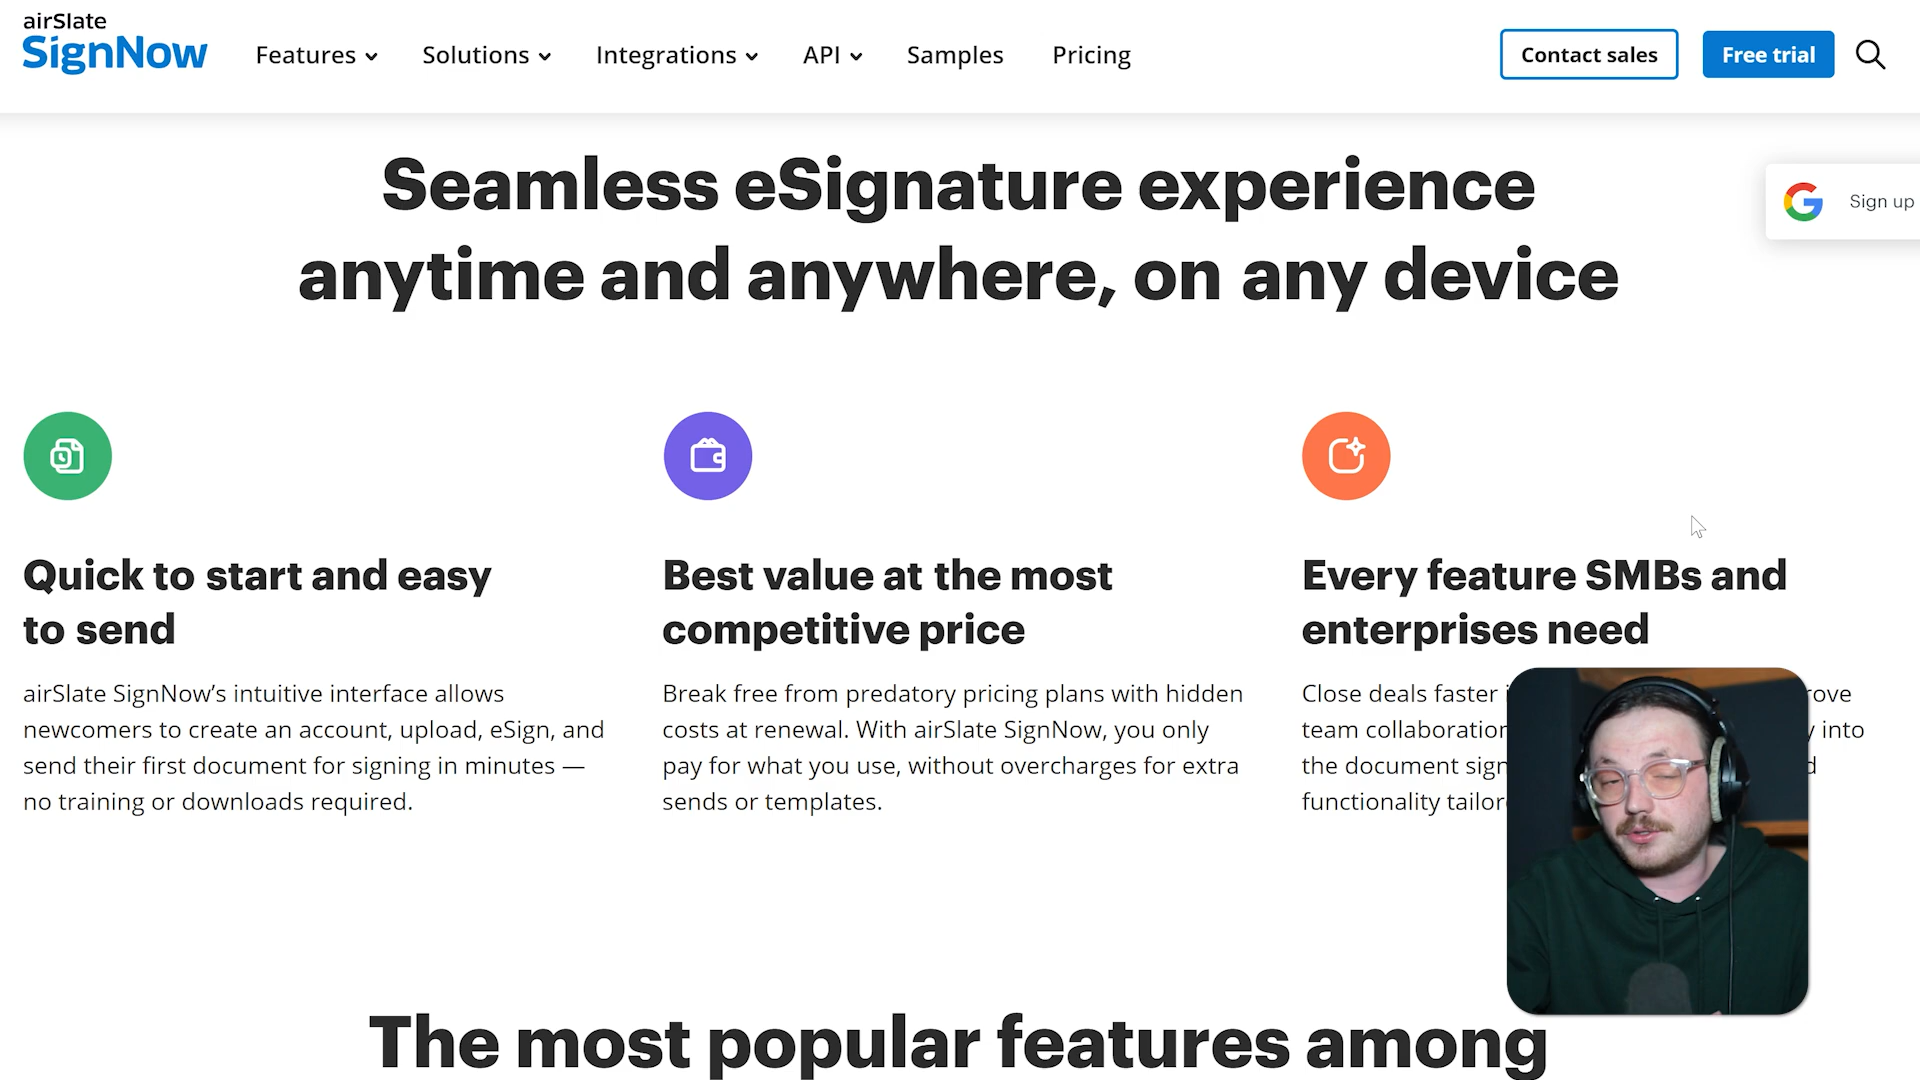 airSlate
SignNow
Features
Solutions
Integrations
API
Samples
Pricing
Contact sales
Free trial
Seamless eSignature experience
anytime and anywhere, on any device
Sign up
Quick to start and easy
to send
airSlate SignNow’s intuitive interface allows
newcomers to create an account, upload, eSign, and
send their first document for signing in minutes —
no training or downloads required.
Best value at the most
competitive price
Break free from predatory pricing plans with hidden
costs at renewal. With airSlate SignNow, you only
pay for what you use, without overcharges for extra
sends or templates.
Every feature SMBs and
enterprises need
Close deals faster
team collaboration into
the document
functionality
The most popular features among